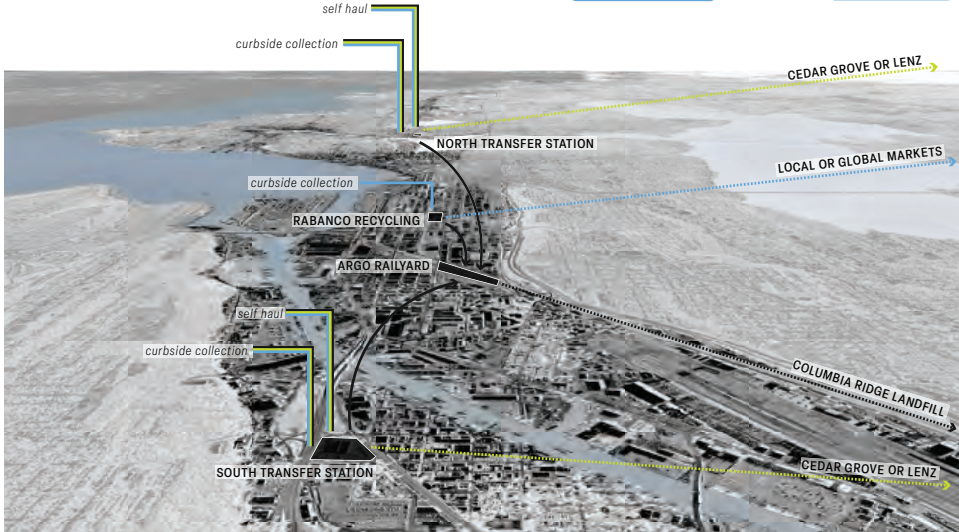 self haul
curbside collection
CEDAR GROVE OR LENZ
NORTH TRANSFER STATION
LOCAL OR GLOBAL MARKETS
curbside collection
RABANCO RECYCLING
ARGO RAILYARD
self haul
curbside collection
COLUMBIA RIDGE LANDFILL
CEDAR GROVE OR LENZ
SOUTH TRANSFER STATION